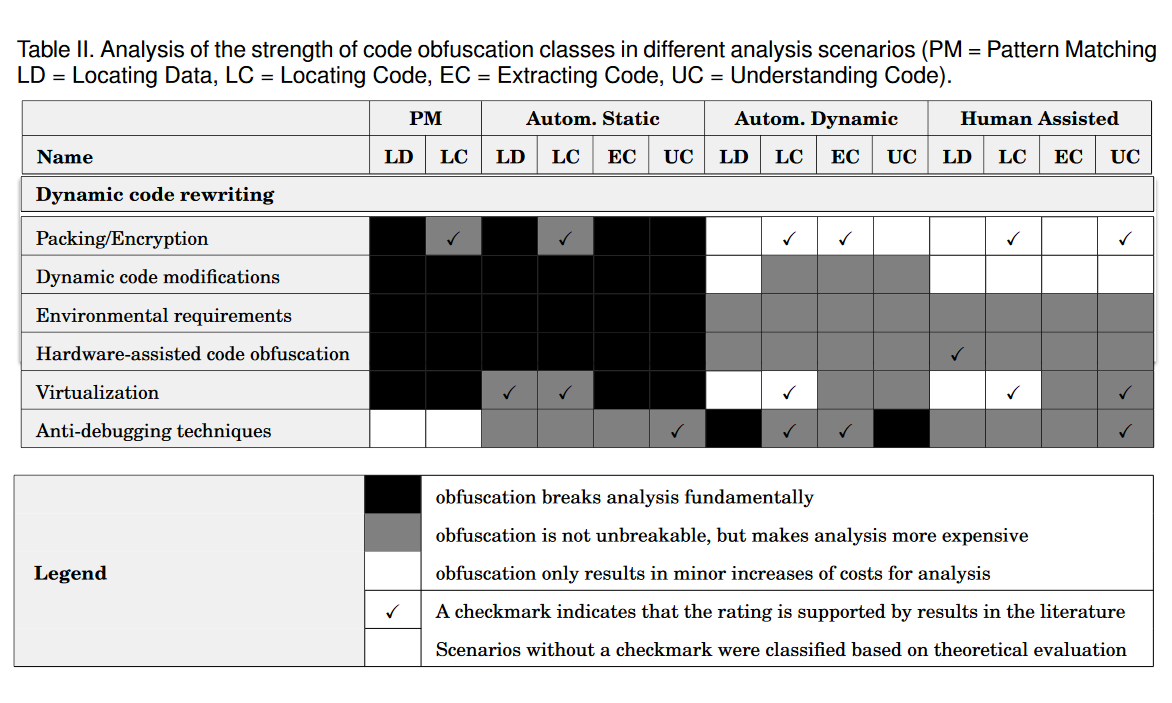 Table II. Analysis of the strength of code obfuscation classes in different analysis scenarios (PM = Pattern Matching
LD = Locating Data, LC = Locating Code, EC = Extracting Code, UC = Understanding Code).
PM Autom. Static Autom. Dynamic Human Assisted
Name LD LC LD LC EC UC LD LC EC UC LD LC EC UC
Dynamic code rewriting
Packing/Encryption ✓ ✓ ✓ ✓ ✓ ✓
Dynamic code modifications
Environmental requirements
Hardware-assisted code obfuscation ✓
Virtualization ✓ ✓ ✓ ✓ ✓
Anti-debugging techniques ✓ ✓ ✓ ✓
obfuscation breaks analysis fundamentally
obfuscation is not unbreakable, but makes analysis more expensive
Legend obfuscation only results in minor increases of costs for analysis
✓ A checkmark indicates that the rating is supported by results in the literature
Scenarios without a checkmark were classified based on theoretical evaluation